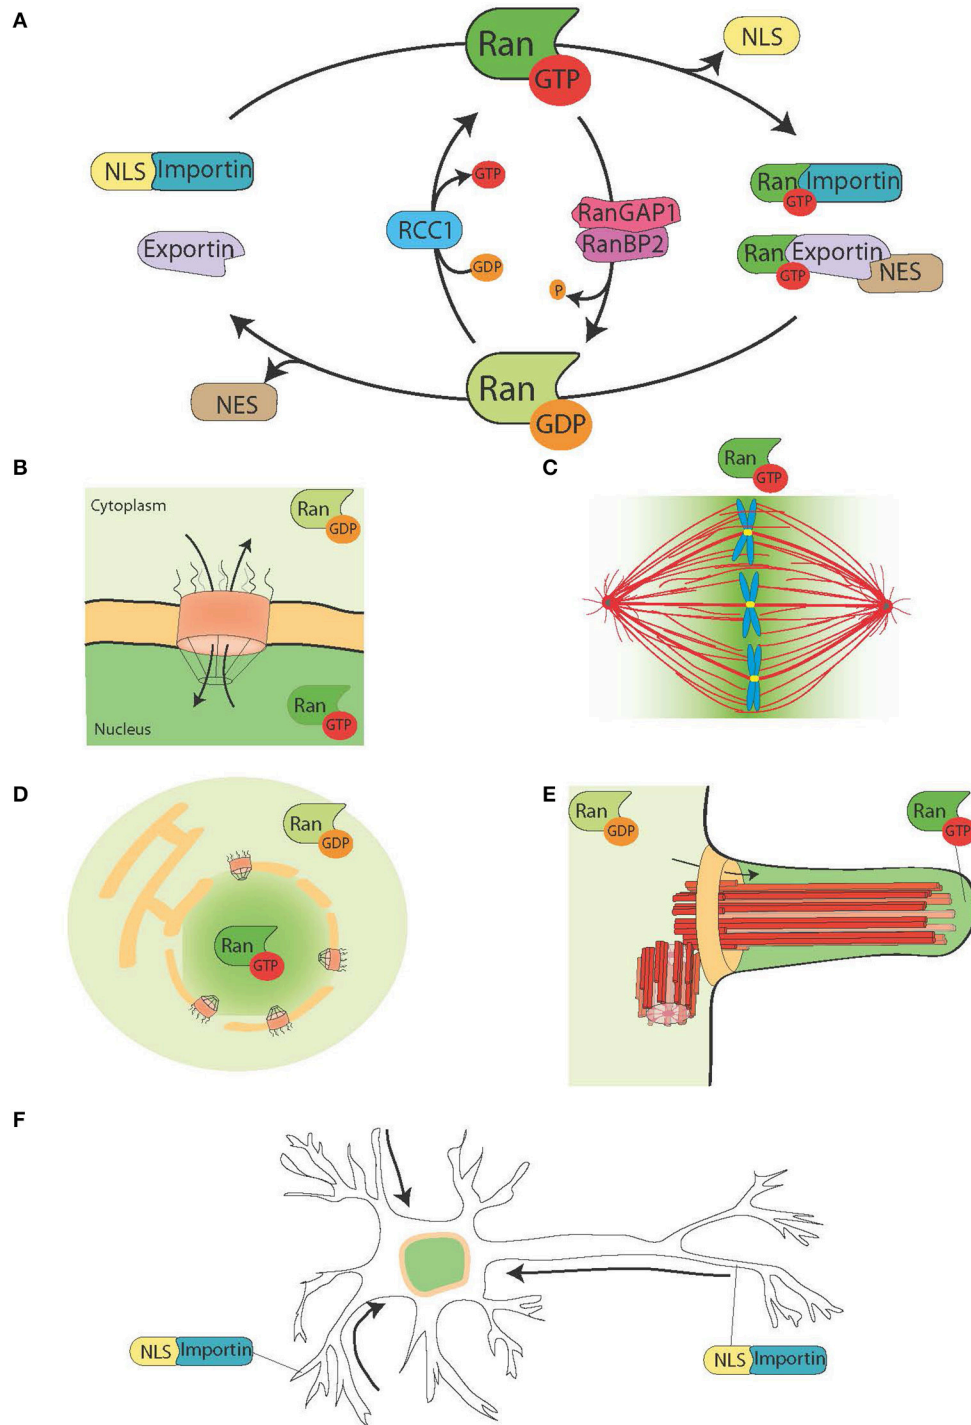 A
Ran
GTP
NLS
NLS Importin
Exportin
GTP
RCC1
GDP
RanGAP1
RanBP2
P
Ran Importin
GTP
Ran Exportin
GTP
NES
NES
Ran
GDP
B
Cytoplasm
Ran
GDP
Nucleus
Ran
GTP
C
Ran
GTP
D
Ran
GDP
Ran
GTP
E
Ran
GDP
Ran
GTP
F
NLS Importin
NLS Importin